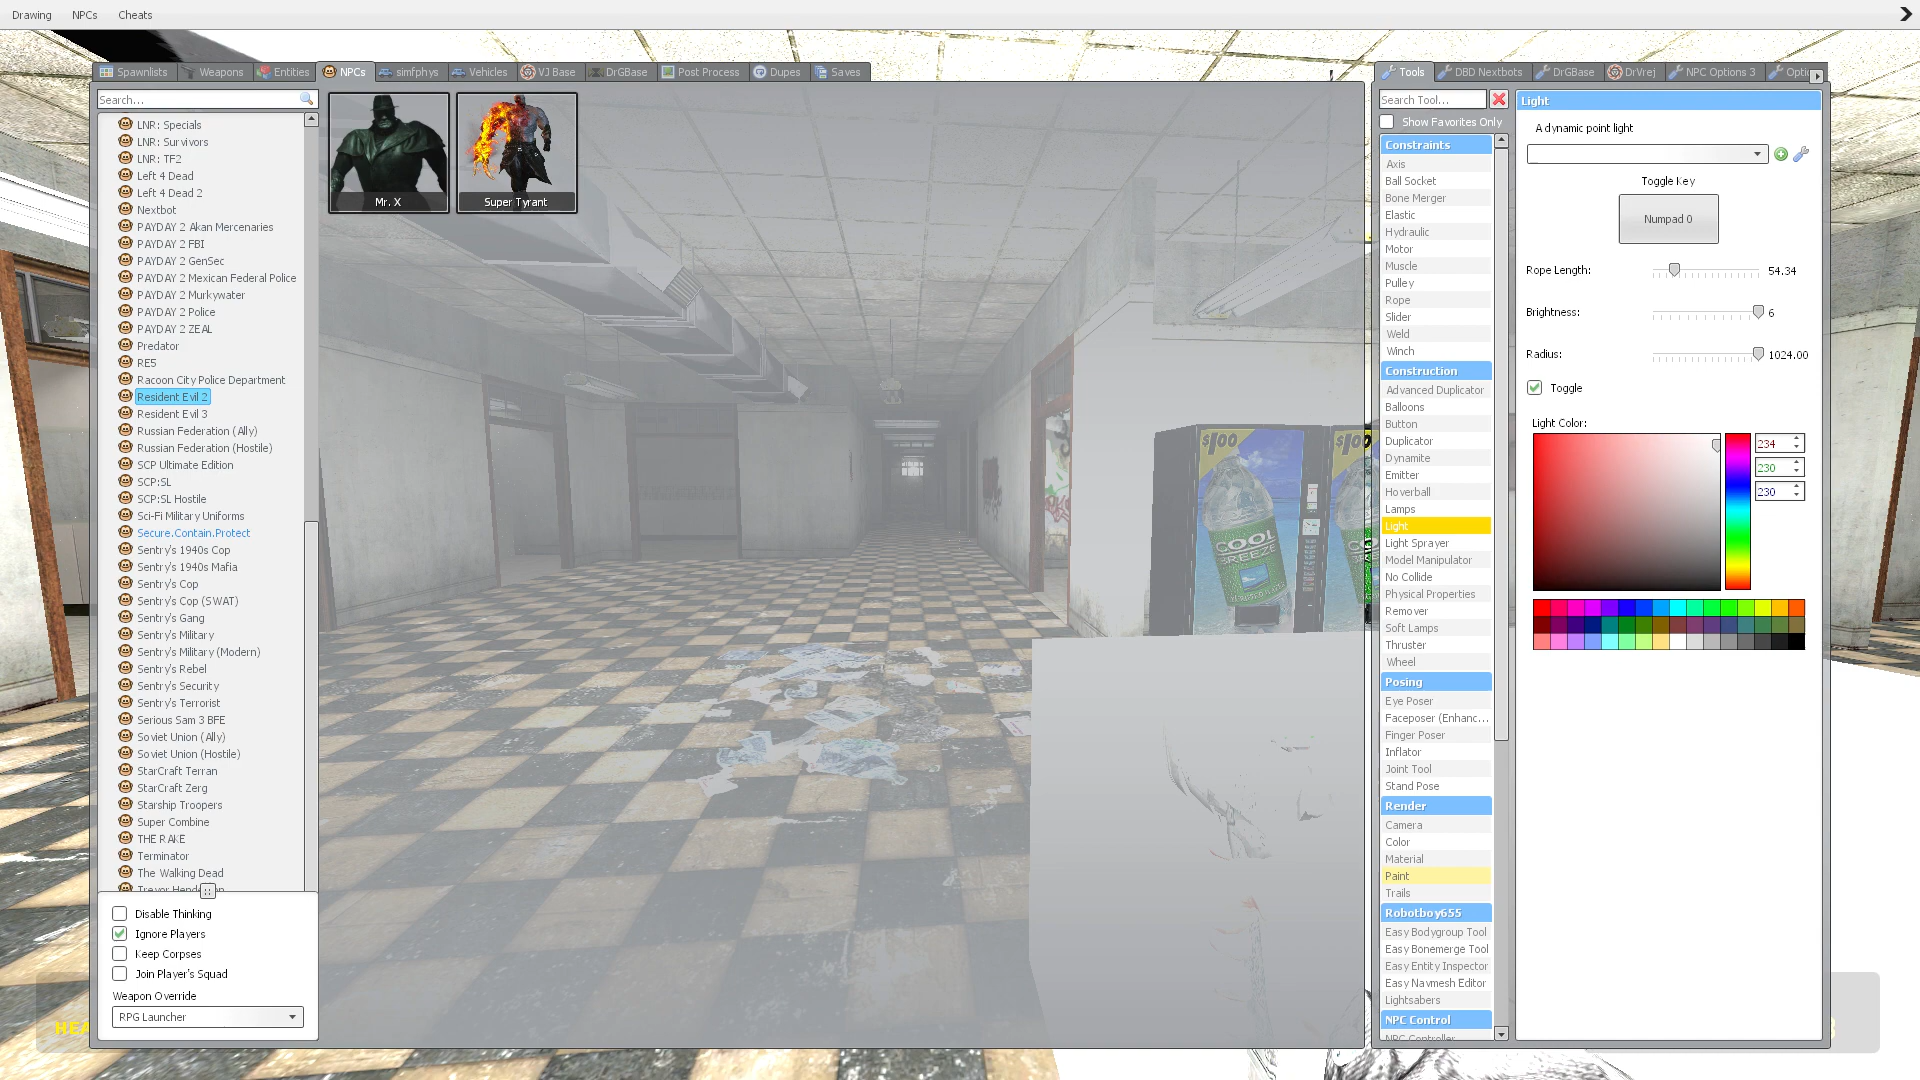 Drawing NPCs Cheats
Spawnlists Weapons Entities NPCs simfphys Vehicles VJ Base DrGBase Post Process Dupes Saves
Search...
LNR: Specials
LNR: Survivors
LNR: TF2
Left 4 Dead
Left 4 Dead 2
Nextbot
PAYDAY 2 Akan Mercenaries
PAYDAY 2 FBI
PAYDAY 2 GenSec
PAYDAY 2 Mexican Federal Police
PAYDAY 2 Murkywater
PAYDAY 2 Police
PAYDAY 2 ZEAL
Predator
RE5
Racoon City Police Department
Resident Evil 2
Resident Evil 3
Russian Federation (Ally)
Russian Federation (Hostile)
SCP Ultimate Edition
SCP:SL
SCP:SL Hostile
Sci-Fi Military Uniforms
Secure.Contain.Protect
Sentry's 1940s Cop
Sentry's 1940s Mafia
Sentry's Cop
Sentry's Cop (SWAT)
Sentry's Gang
Sentry's Military
Sentry's Military (Modern)
Sentry's Rebel
Sentry's Security
Sentry's Terrorist
Serious Sam 3 BFE
Soviet Union (Ally)
Soviet Union (Hostile)
StarCraft Terran
StarCraft Zerg
Starship Troopers
Super Combine
THE RAKE
Terminator
The Walking Dead
Disable Thinking
Ignore Players
Keep Corpses
Join Player's Squad
Weapon Override
RPG Launcher
HEA
Mr. X
Super Tyrant
$1.00
COOL
BREEZE
$1.00
Tools DBD Nextbots DrGBase DrVrej NPC Options 3 Optio
Search Tool...
Show Favorites Only
Constraints
Axis
Ball Socket
Bone Merger
Elastic
Hydraulic
Motor
Muscle
Pulley
Rope
Slider
Weld
Winch
Construction
Advanced Duplicator
Balloons
Button
Duplicator
Dynamite
Emitter
Hoverball
Lamps
Light
Light Sprayer
Model Manipulator
No Collide
Physical Properties
Remover
Soft Lamps
Thruster
Wheel
Posing
Eye Poser
Faceposer (Enhanc...
Finger Poser
Inflator
Joint Tool
Stand Pose
Render
Camera
Color
Material
Paint
Trails
Robotboy655
Easy Bodygroup Tool
Easy Bonemerge Tool
Easy Entity Inspector
Easy Navmesh Editor
Lightsabers
NPC Control
NPC Controller
Light
A dynamic point light
Toggle Key
Numpad 0
Rope Length: 54.34
Brightness: 6
Radius: 1024.00
Toggle
Light Color:
234
230
230